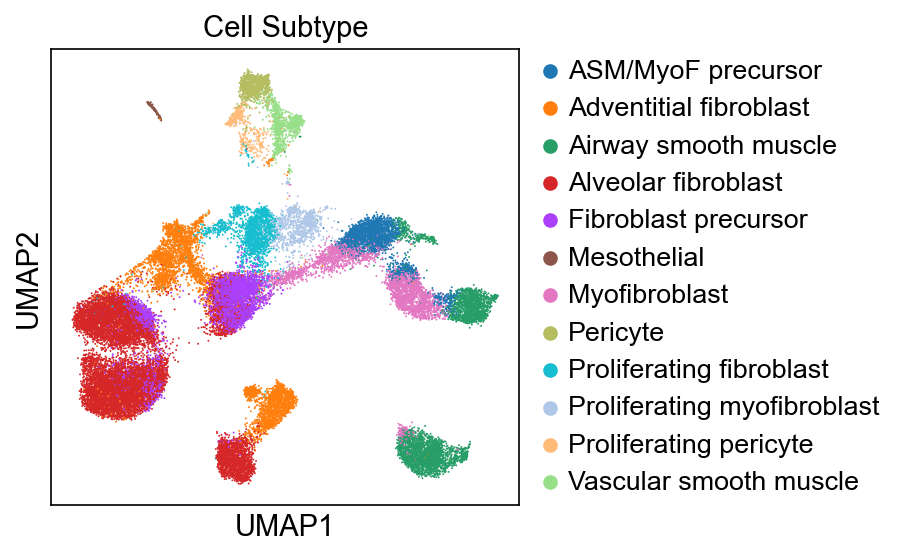 Cell Subtype
ASM/MyoF precursor
Adventitial fibroblast
Airway smooth muscle
Alveolar fibroblast
Fibroblast precursor
Mesothelial
Myofibroblast
Pericyte
Proliferating fibroblast
Proliferating myofibroblast
Proliferating pericyte
Vascular smooth muscle
UMAP2
UMAP1